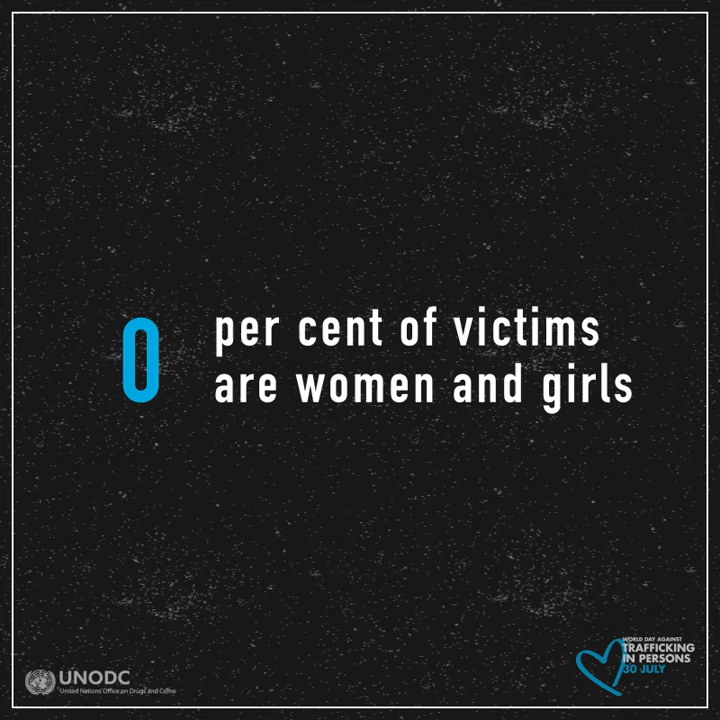 0
per cent of victims
are women and girls
UNODC
United Nations Office on Drugs and Crime
WORLD DAY AGAINST
TRAFFICKING
IN PERSONS
30 JULY